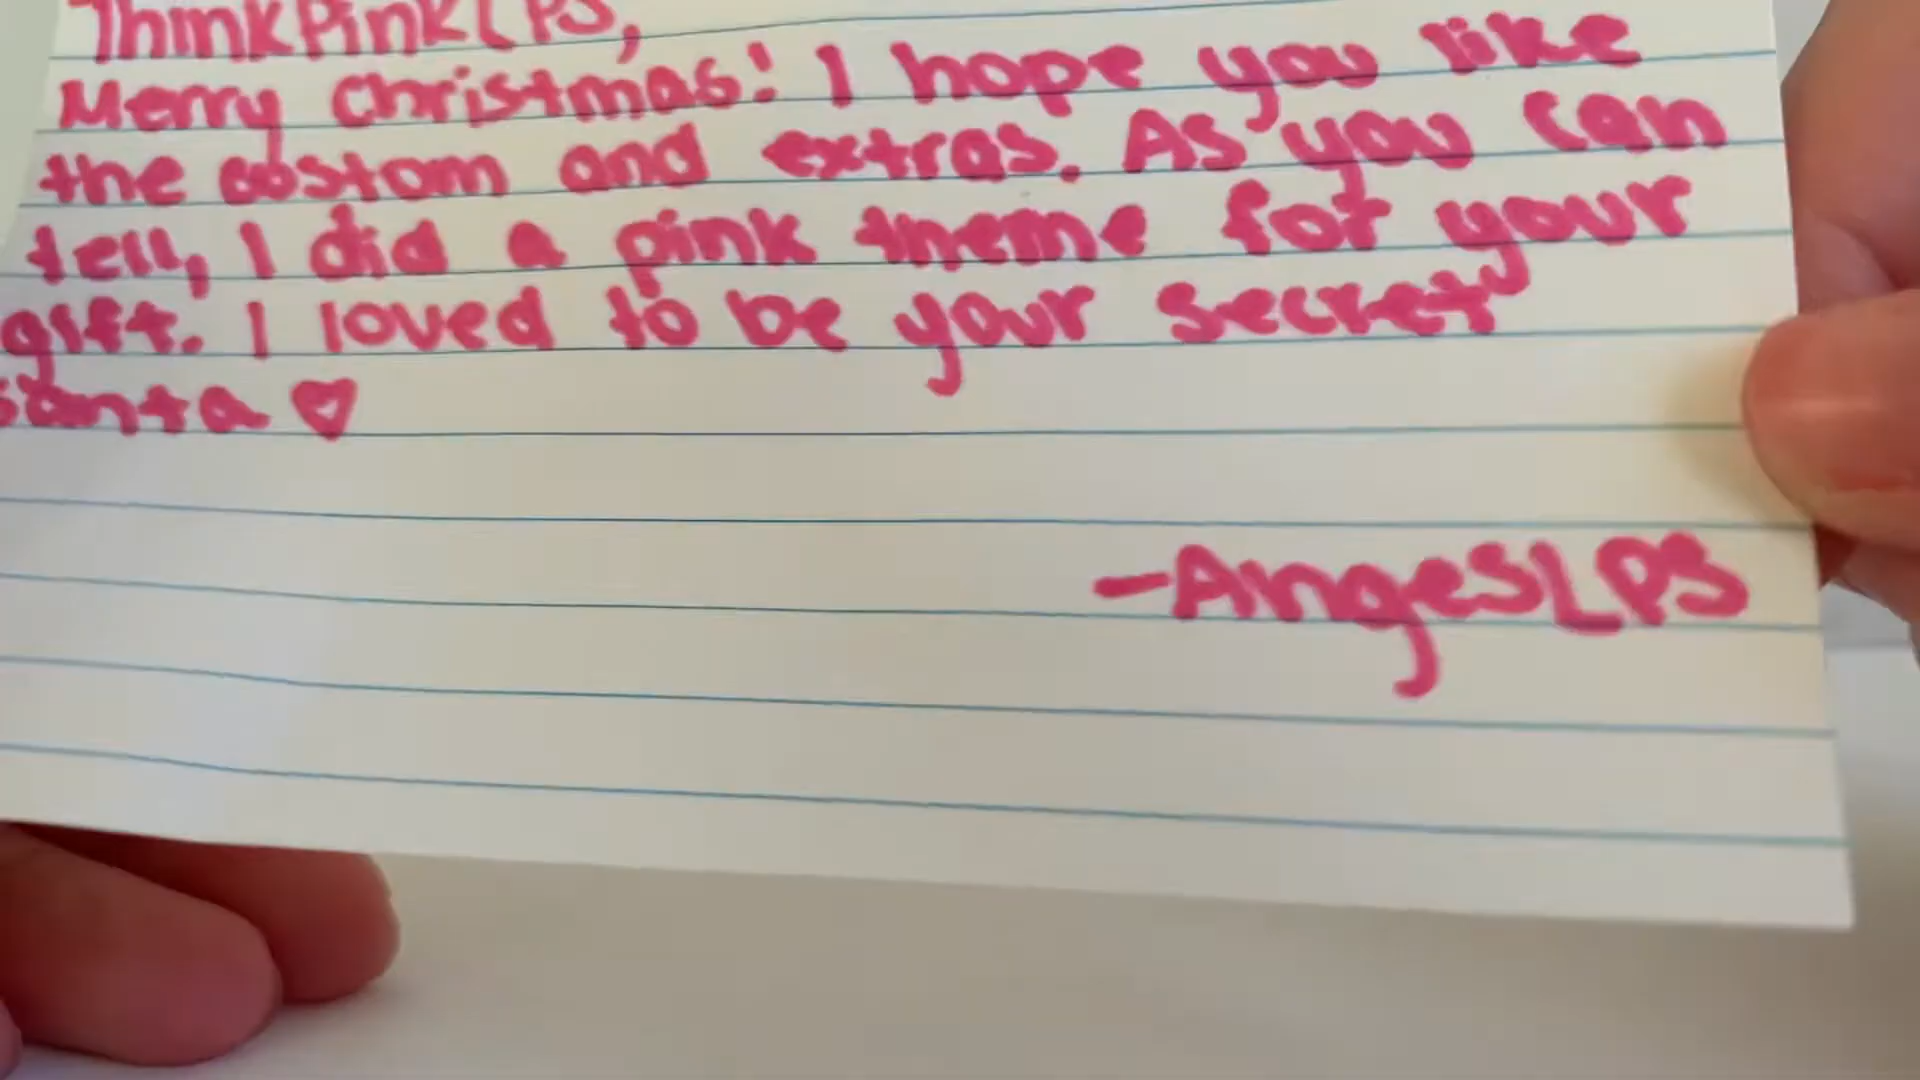 ThinkPinkLPS,
Merry Christmas! I hope you like
the custom and extras. As you can
tell, I did a pink theme for your
gift. I loved to be your secret
santa ♡
-AngesLPS